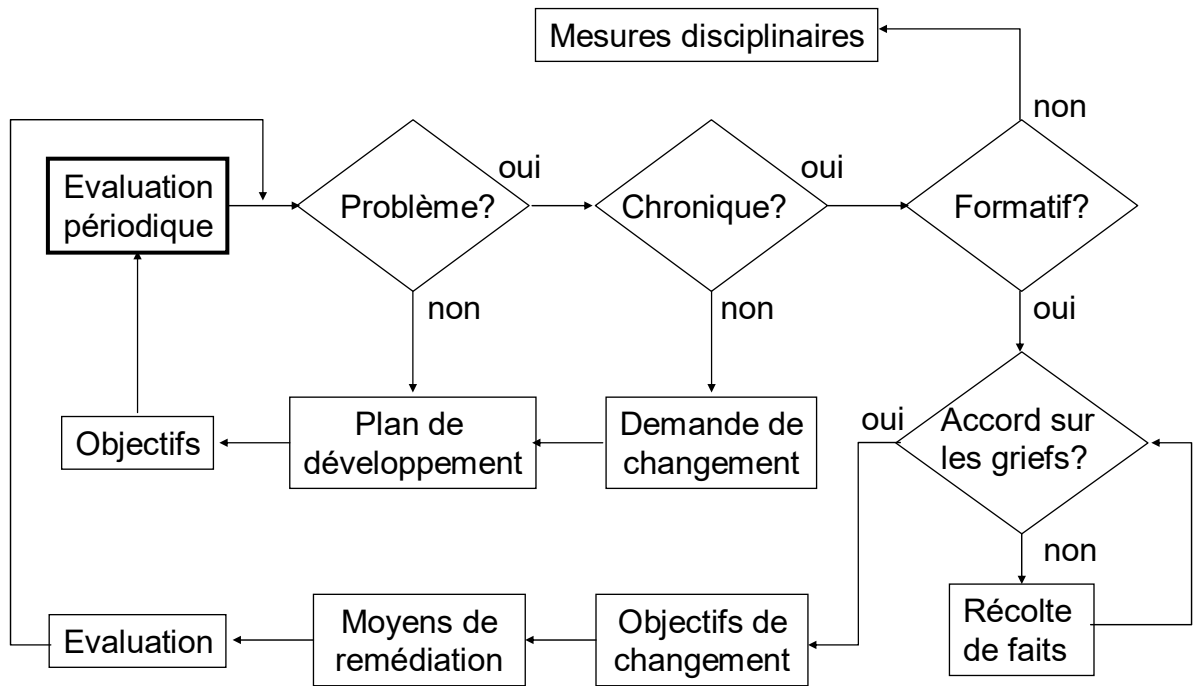 Mesures disciplinaires
non
oui
oui
Evaluation
périodique
Problème?
Chronique?
Formatif?
non
non
oui
Objectifs
Plan de
développement
Demande de
changement
oui
Accord sur
les griefs?
non
Evaluation
Moyens de
remédiation
Objectifs de
changement
Récolte
de faits